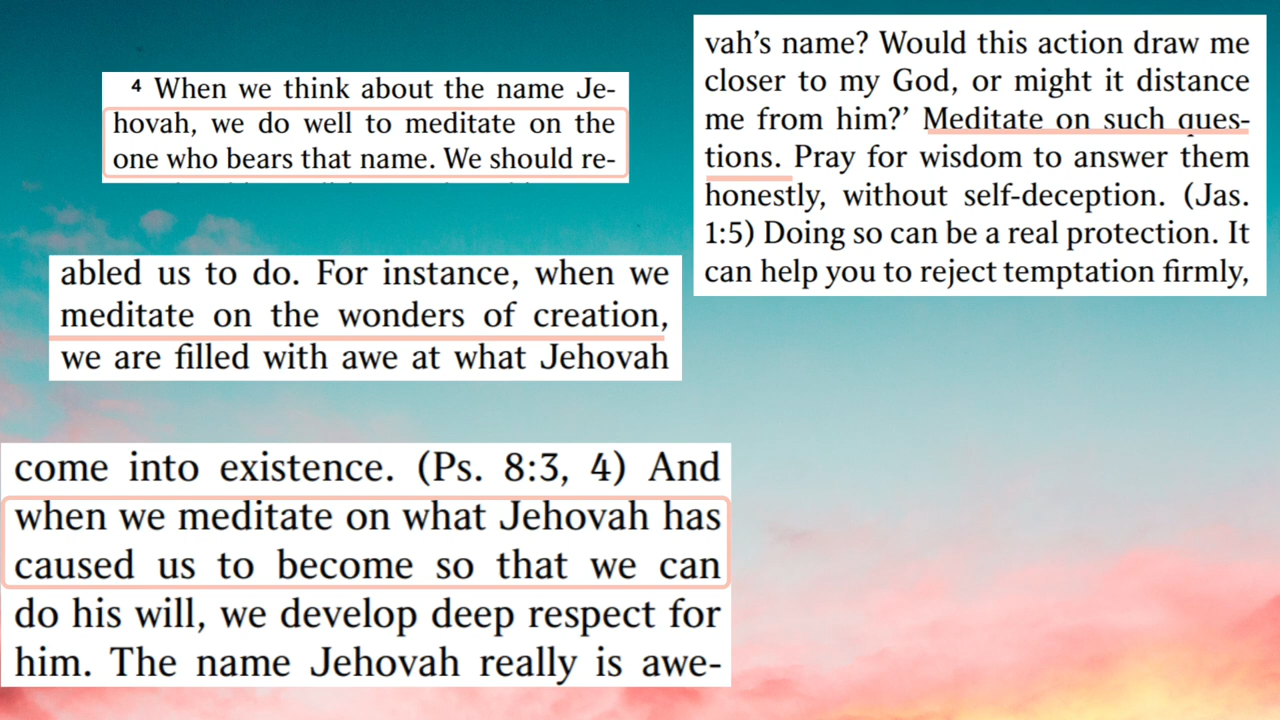 4 When we think about the name Je-
hovah, we do well to meditate on the
one who bears that name. We should re-
abled us to do. For instance, when we
meditate on the wonders of creation,
we are filled with awe at what Jehovah
come into existence. (Ps. 8:3, 4) And
when we meditate on what Jehovah has
caused us to become so that we can
do his will, we develop deep respect for
him. The name Jehovah really is awe-
vah's name? Would this action draw me
closer to my God, or might it distance
me from him?' Meditate on such ques-
tions. Pray for wisdom to answer them
honestly, without self-deception. (Jas.
1:5) Doing so can be a real protection. It
can help you to reject temptation firmly,